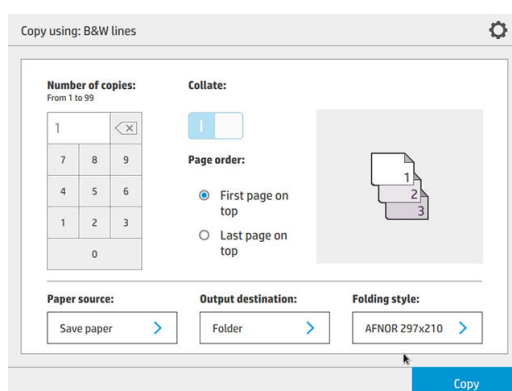 Copy using: B&W lines
Number of copies:
From 1 to 99
1
7 8 9
4 5 6
1 2 3
0
Collate:
Page order:
First page on
top
Last page on
top
1
2
3
Paper source:
Save paper
Output destination:
Folder
Folding style:
AFNOR 297x210
Copy